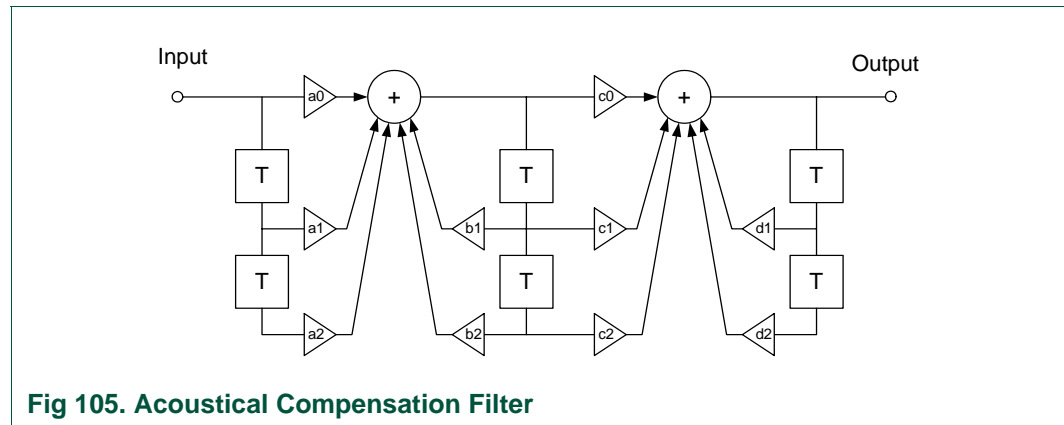 Input
Output
a0 + c0 +
T T T
a1 b1 c1 d1
T T T
a2 b2 c2 d2
Fig 105. Acoustical Compensation Filter